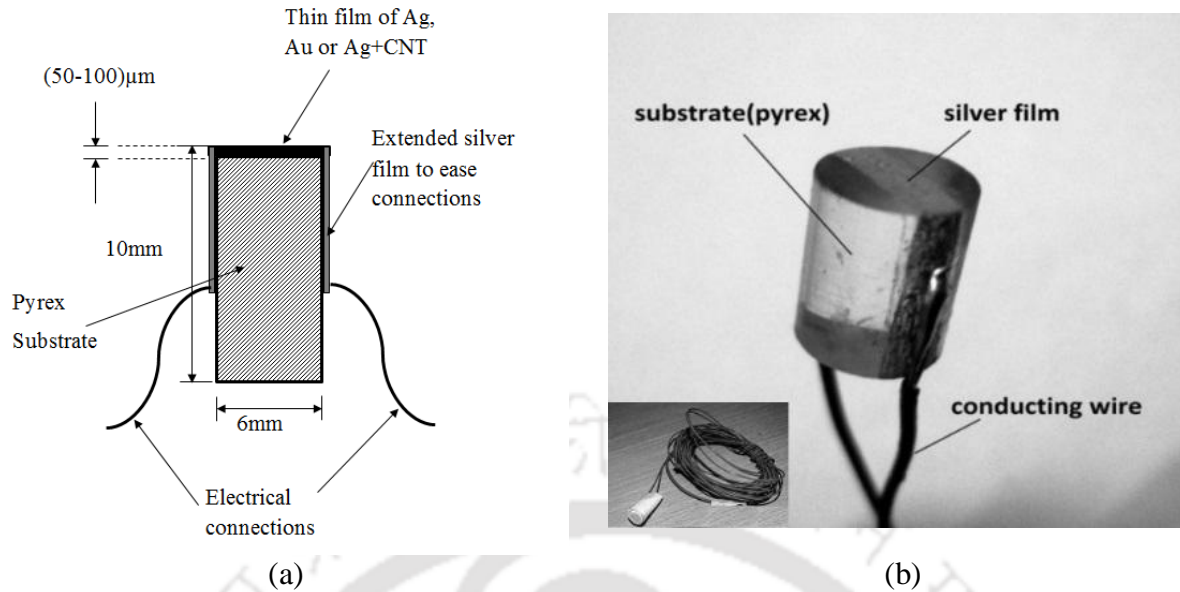 Thin film of Ag,
Au or Ag+CNT
(50-100)µm
Extended silver
film to ease
connections
10mm
Pyrex
Substrate
6mm
Electrical
connections
(a)
substrate(pyrex)
silver film
conducting wire
(b)